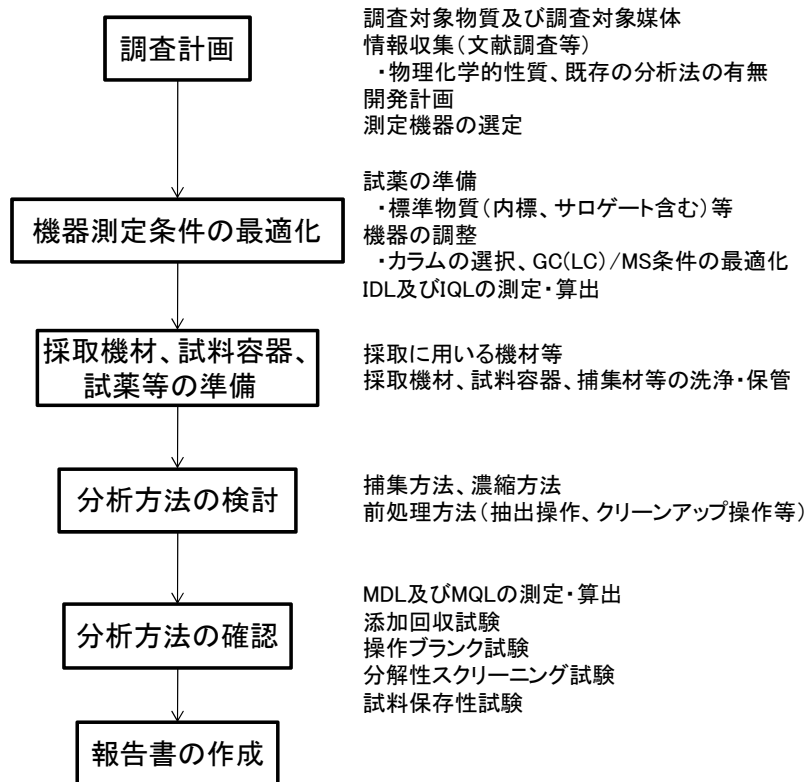 調査計画
調査対象物質及び調査対象媒体
情報収集(文献調査等)
・物理化学的性質、既存の分析法の有無
開発計画
測定機器の選定
機器測定条件の最適化
試薬の準備
・標準物質(内標、サロゲート含む)等
機器の調整
・カラムの選択、GC(LC)/MS条件の最適化
IDL及びIQLの測定・算出
採取機材、試料容器、
試薬等の準備
採取に用いる機材等
採取機材、試料容器、捕集材等の洗浄・保管
分析方法の検討
捕集方法、濃縮方法
前処理方法(抽出操作、クリーンアップ操作等)
分析方法の確認
MDL及びMQLの測定・算出
添加回収試験
操作ブランク試験
分解性スクリーニング試験
試料保存性試験
報告書の作成